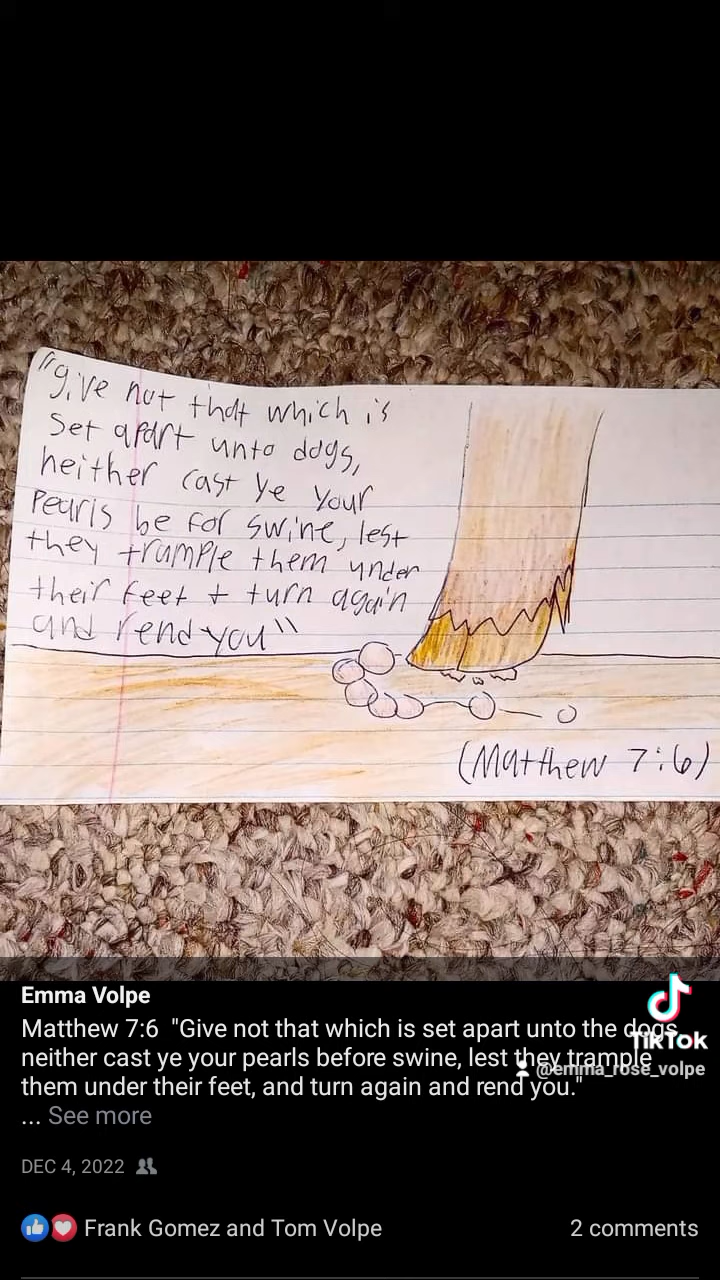 "give not that which is
set apart unto dogs,
neither cast ye your
pearls be for swine, lest
they trample them under
their feet + turn again
and rend you"
(Matthew 7:6)
Emma Volpe
Matthew 7:6 "Give not that which is set apart unto the dogs,
neither cast ye your pearls before swine, lest they trample
them under their feet, and turn again and rend you."
... See more
TikTok
@emma_rose_volpe
DEC 4, 2022
Frank Gomez and Tom Volpe
2 comments